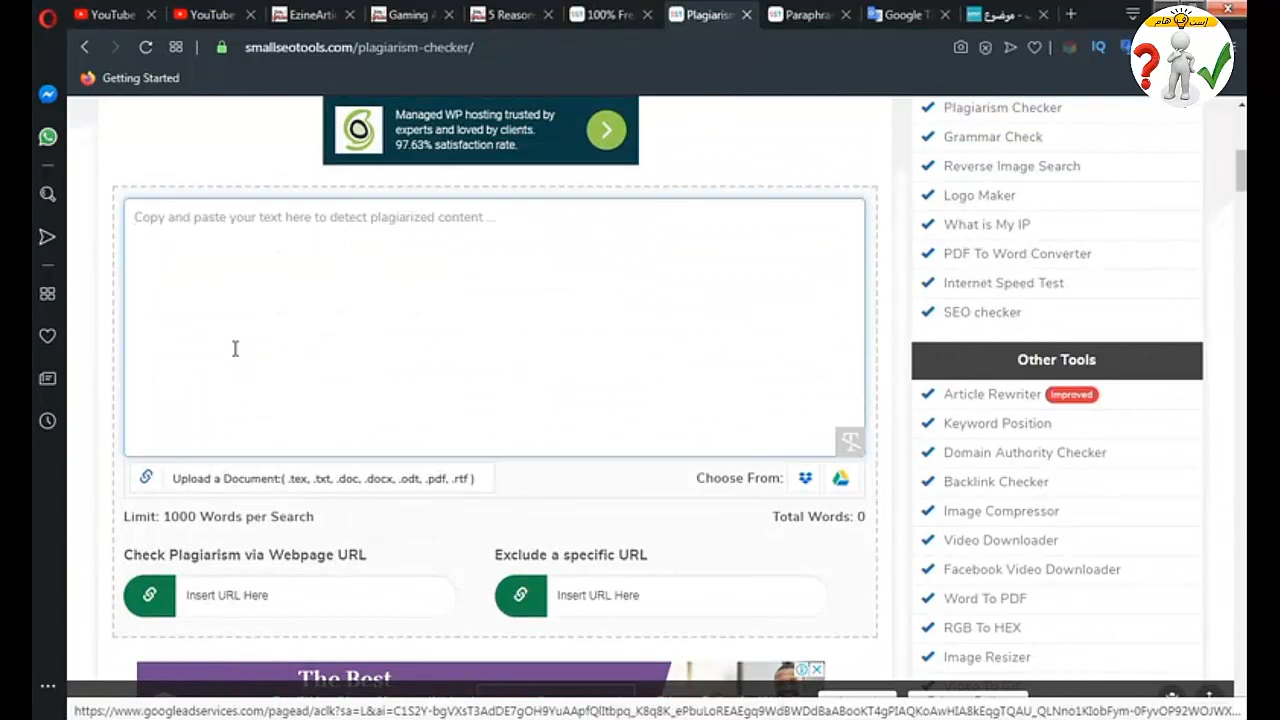 YouTube
YouTube
EzineArti
Gaming
5 Reason
100% Fre
Plagiarism
Paraphra
Google
موضوع -
smallseotools.com/plagiarism-checker/
IQ
إست هام
Getting Started
Managed WP hosting trusted by
experts and loved by clients.
97.63% satisfaction rate.
Copy and paste your text here to detect plagiarized content ...
Upload a Document:( .tex, .txt, .doc, .docx, .odt, .pdf, .rtf )
Choose From:
Limit: 1000 Words per Search
Total Words: 0
Check Plagiarism via Webpage URL
Exclude a specific URL
Insert URL Here
Insert URL Here
The Best
Plagiarism Checker
Grammar Check
Reverse Image Search
Logo Maker
What is My IP
PDF To Word Converter
Internet Speed Test
SEO checker
Other Tools
Article Rewriter Improved
Keyword Position
Domain Authority Checker
Backlink Checker
Image Compressor
Video Downloader
Facebook Video Downloader
Word To PDF
RGB To HEX
Image Resizer